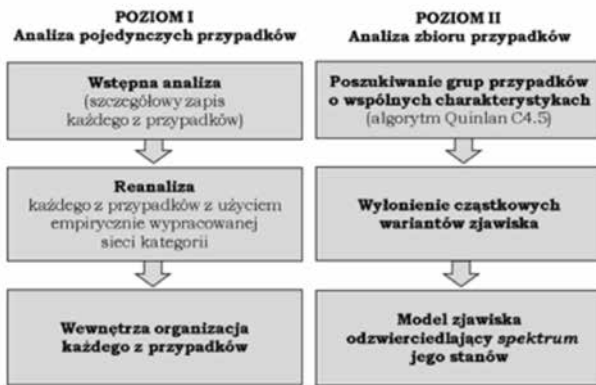 POZIOM I
Analiza pojedynczych przypadków
Wstępna analiza
(szczegółowy zapis
każdego z przypadków)
Reanaliza
każdego z przypadków z użyciem
empirycznie wypracowanej
sieci kategorii
Wewnętrza organizacja
każdego z przypadków
POZIOM II
Analiza zbioru przypadków
Poszukiwanie grup przypadków
o wspólnych charakterystykach
(algorytm Quinlan C4.5)
Wyłonienie cząstkowych
wariantów zjawiska
Model zjawiska
odzwierciedlający spektrum
jego stanów